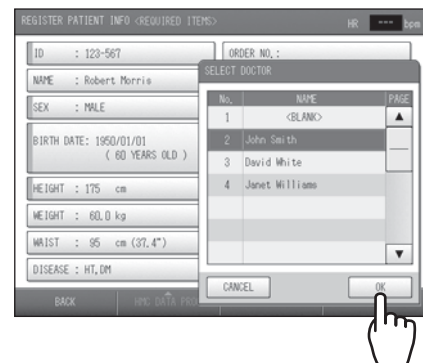 REGISTER PATIENT INFO <REQUIRED ITEMS>
HR --- bpm
ID : 123-567
ORDER NO. :
NAME : Robert Morris
SEX : MALE
BIRTH DATE: 1950/01/01
( 60 YEARS OLD )
HEIGHT : 175 cm
WEIGHT : 60.0 kg
WAIST : 95 cm (37.4")
DISEASE : HT, DM
SELECT DOCTOR
No. NAME PAGE
1 <BLANK>
2 John Smith
3 David White
4 Janet Williams
CANCEL OK
BACK HMC DATA